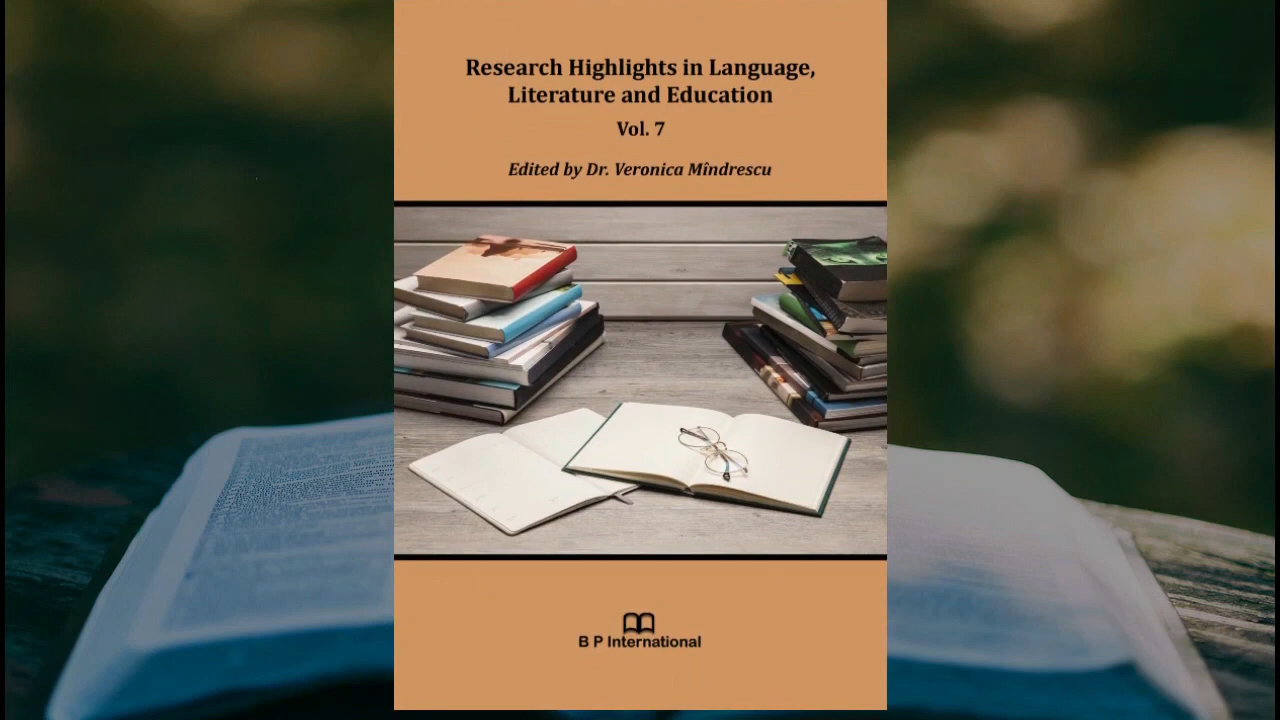 Research Highlights in Language,
Literature and Education
Vol. 7
Edited by Dr. Veronica Mîndrescu
B P International